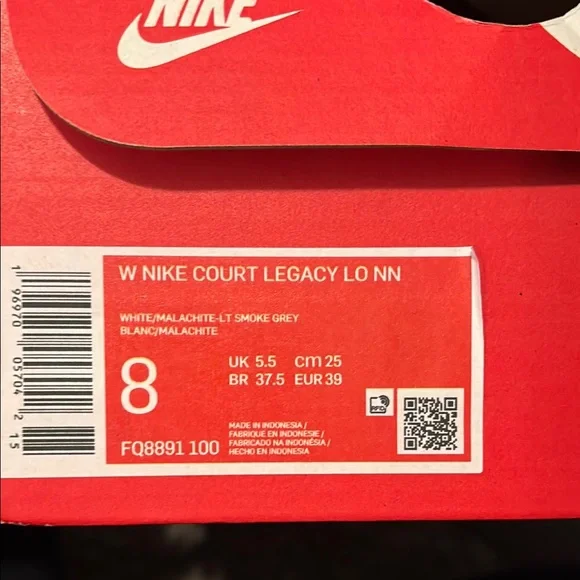 NIKE
W NIKE COURT LEGACY LO NN
WHITE/MALACHITE-LT SMOKE GREY
BLANC/MALACHITE
8
UK 5.5 cm 25
BR 37.5 EUR 39
RFID
FQ8891 100
MADE IN INDONESIA /
FABRIQUE EN INDONESIE /
FABRICADO NA INDONÉSIA /
HECHO EN INDONESIA
1 96970 05704 2 15